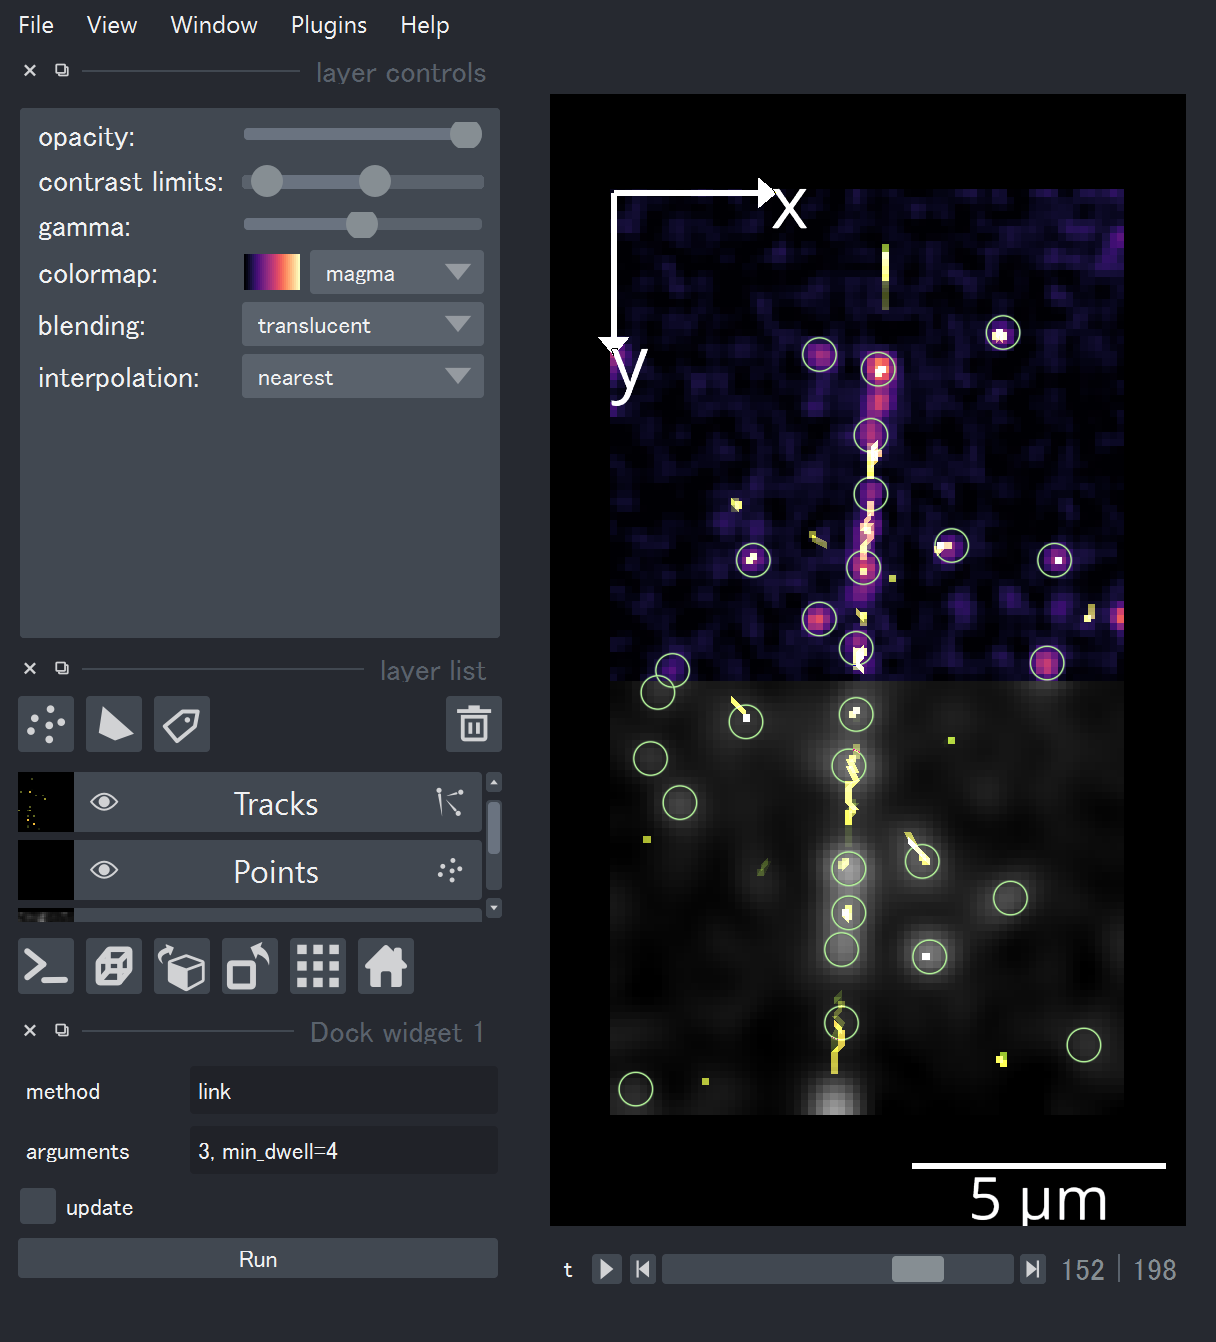 File View Window Plugins Help
layer controls
opacity:
contrast limits:
gamma:
colormap: magma
blending: translucent
interpolation: nearest
layer list
Tracks
Points
Dock widget 1
method link
arguments 3, min_dwell=4
update
Run
x
y
5 μm
t 152 198